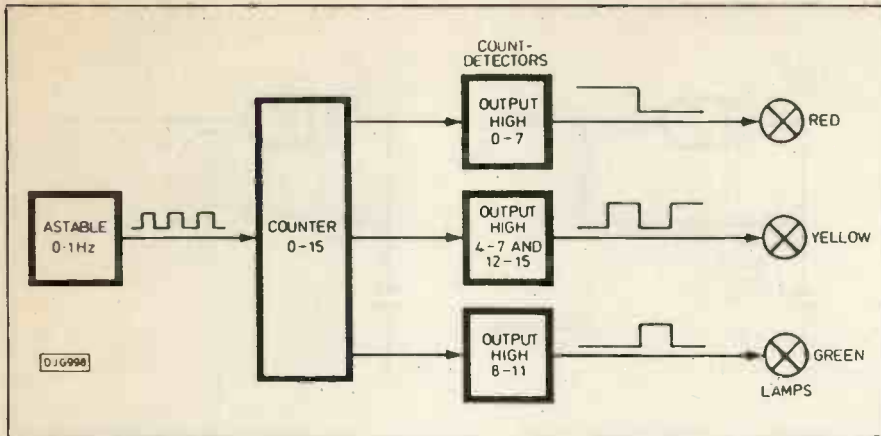 COUNT-
DETECTORS
OUTPUT
HIGH
0-7
RED
ASTABLE
0·1Hz
COUNTER
0-15
OUTPUT
HIGH
4-7 AND
12-15
YELLOW
OUTPUT
HIGH
8-11
GREEN
LAMPS
DJG998